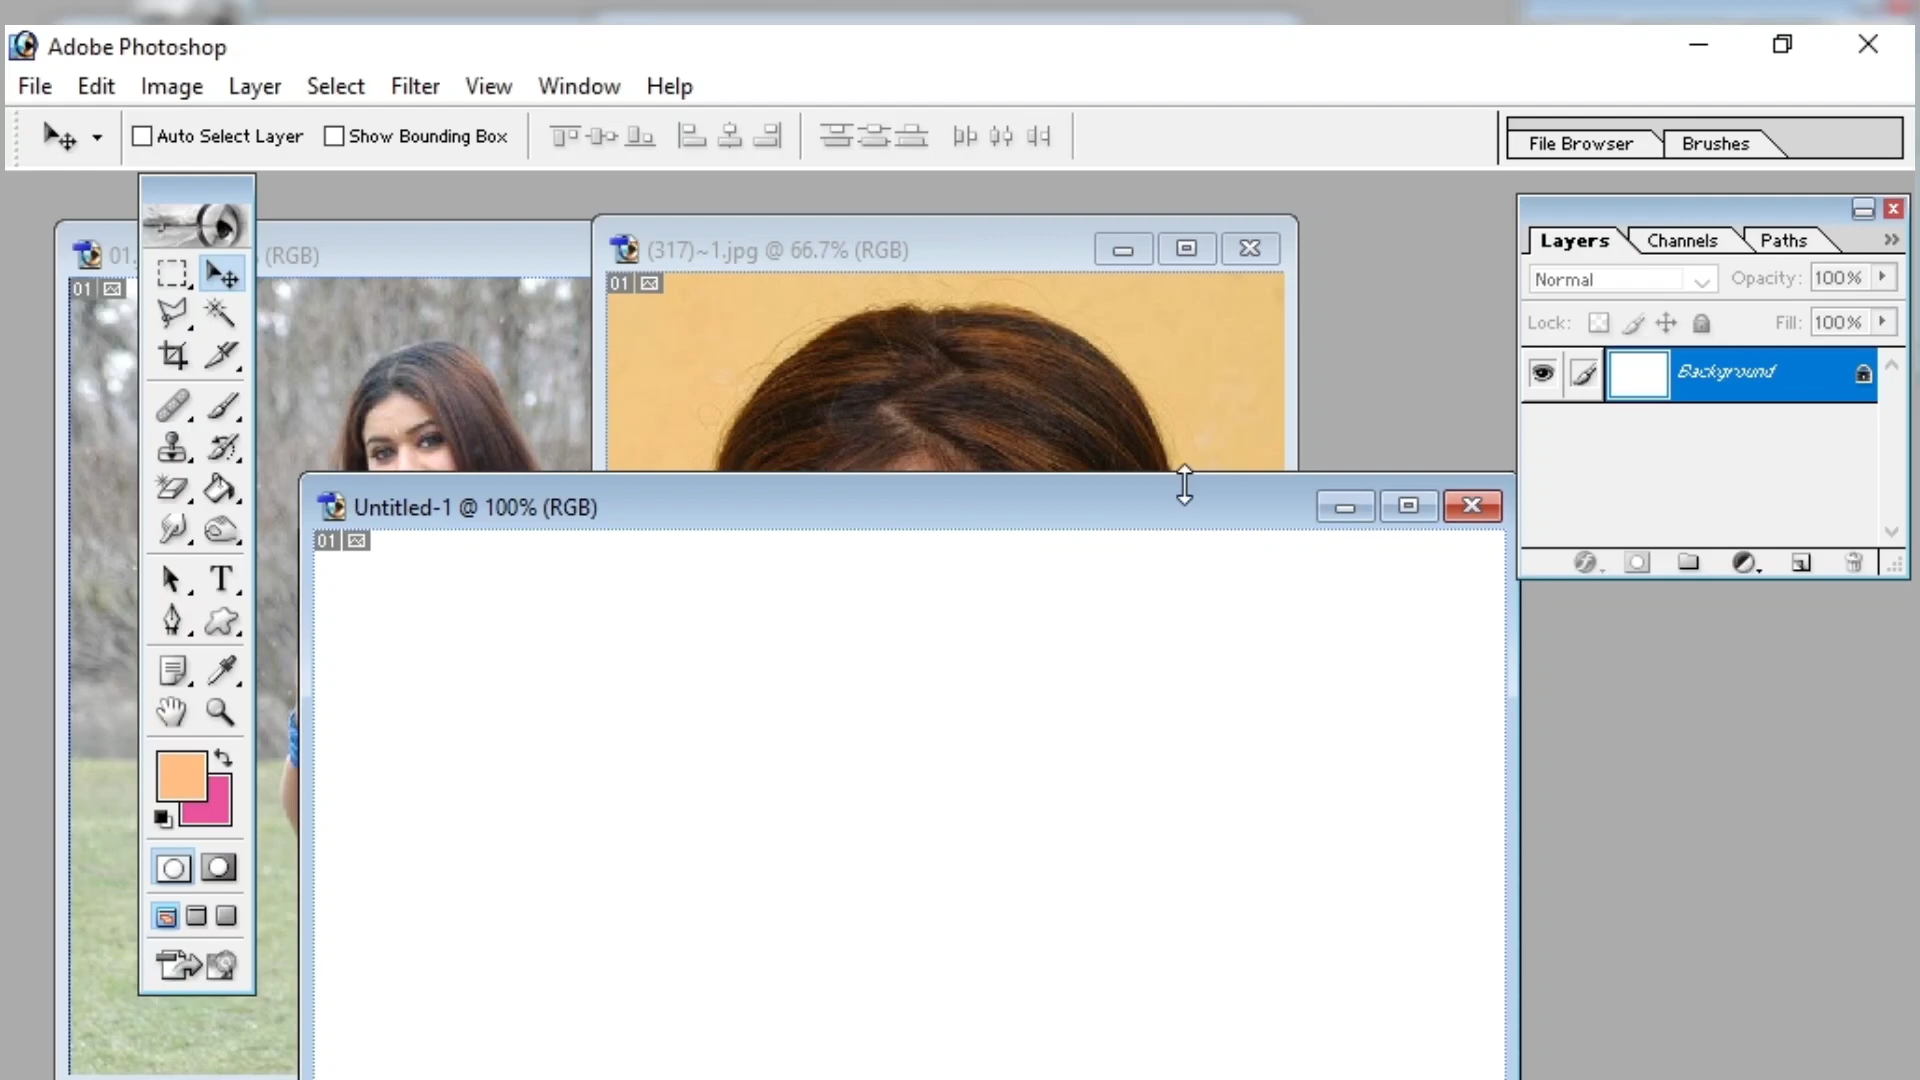 Adobe Photoshop
File Edit Image Layer Select Filter View Window Help
Auto Select Layer Show Bounding Box File Browser Brushes
01. (RGB)
(317)~1.jpg @ 66.7% (RGB)
Layers Channels Paths
01
01
Normal Opacity: 100%
Lock: Fill: 100%
Background
Untitled-1 @ 100% (RGB)
01
T